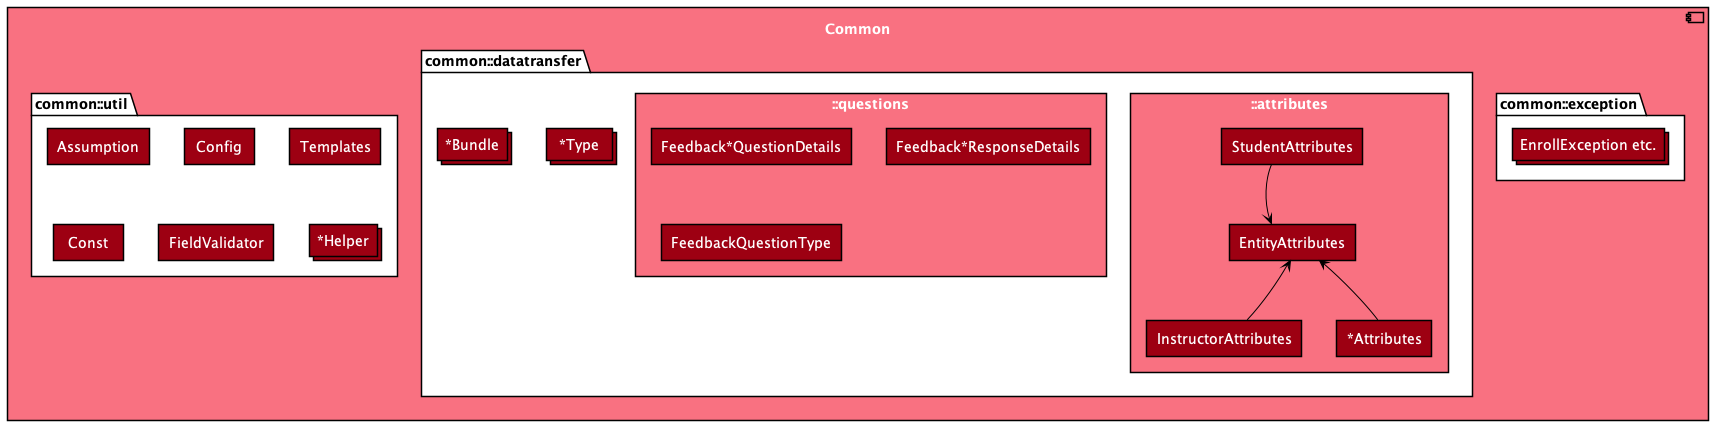 Common
common::util
Assumption
Config
Templates
Const
FieldValidator
*Helper
common::datatransfer
*Bundle
*Type
::questions
Feedback*QuestionDetails
Feedback*ResponseDetails
FeedbackQuestionType
::attributes
StudentAttributes
EntityAttributes
InstructorAttributes
*Attributes
common::exception
EnrollException etc.